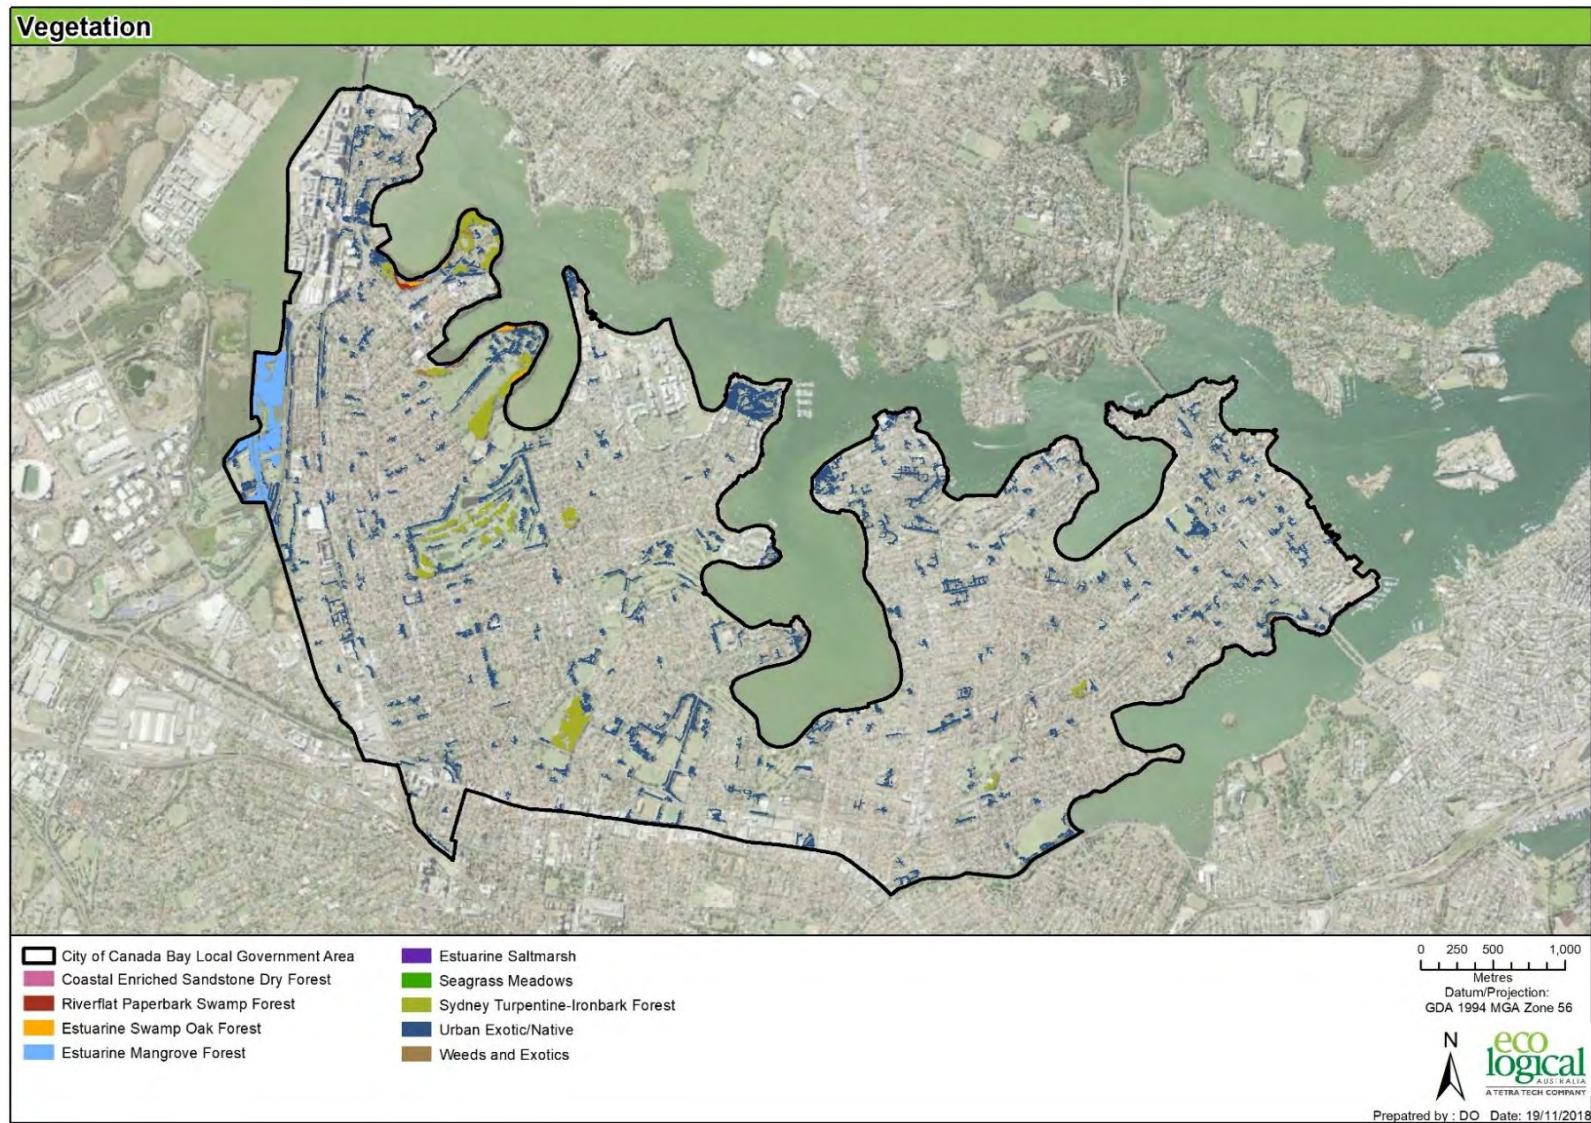 Vegetation
City of Canada Bay Local Government Area
Coastal Enriched Sandstone Dry Forest
Riverflat Paperbark Swamp Forest
Estuarine Swamp Oak Forest
Estuarine Mangrove Forest
Estuarine Saltmarsh
Seagrass Meadows
Sydney Turpentine-Ironbark Forest
Urban Exotic/Native
Weeds and Exotics
0 250 500 1,000
Metres
Datum/Projection:
GDA 1994 MGA Zone 56
N
eco
logical
AUSTRALIA
A TETRA TECH COMPANY
Prepatred by : DO Date: 19/11/2018